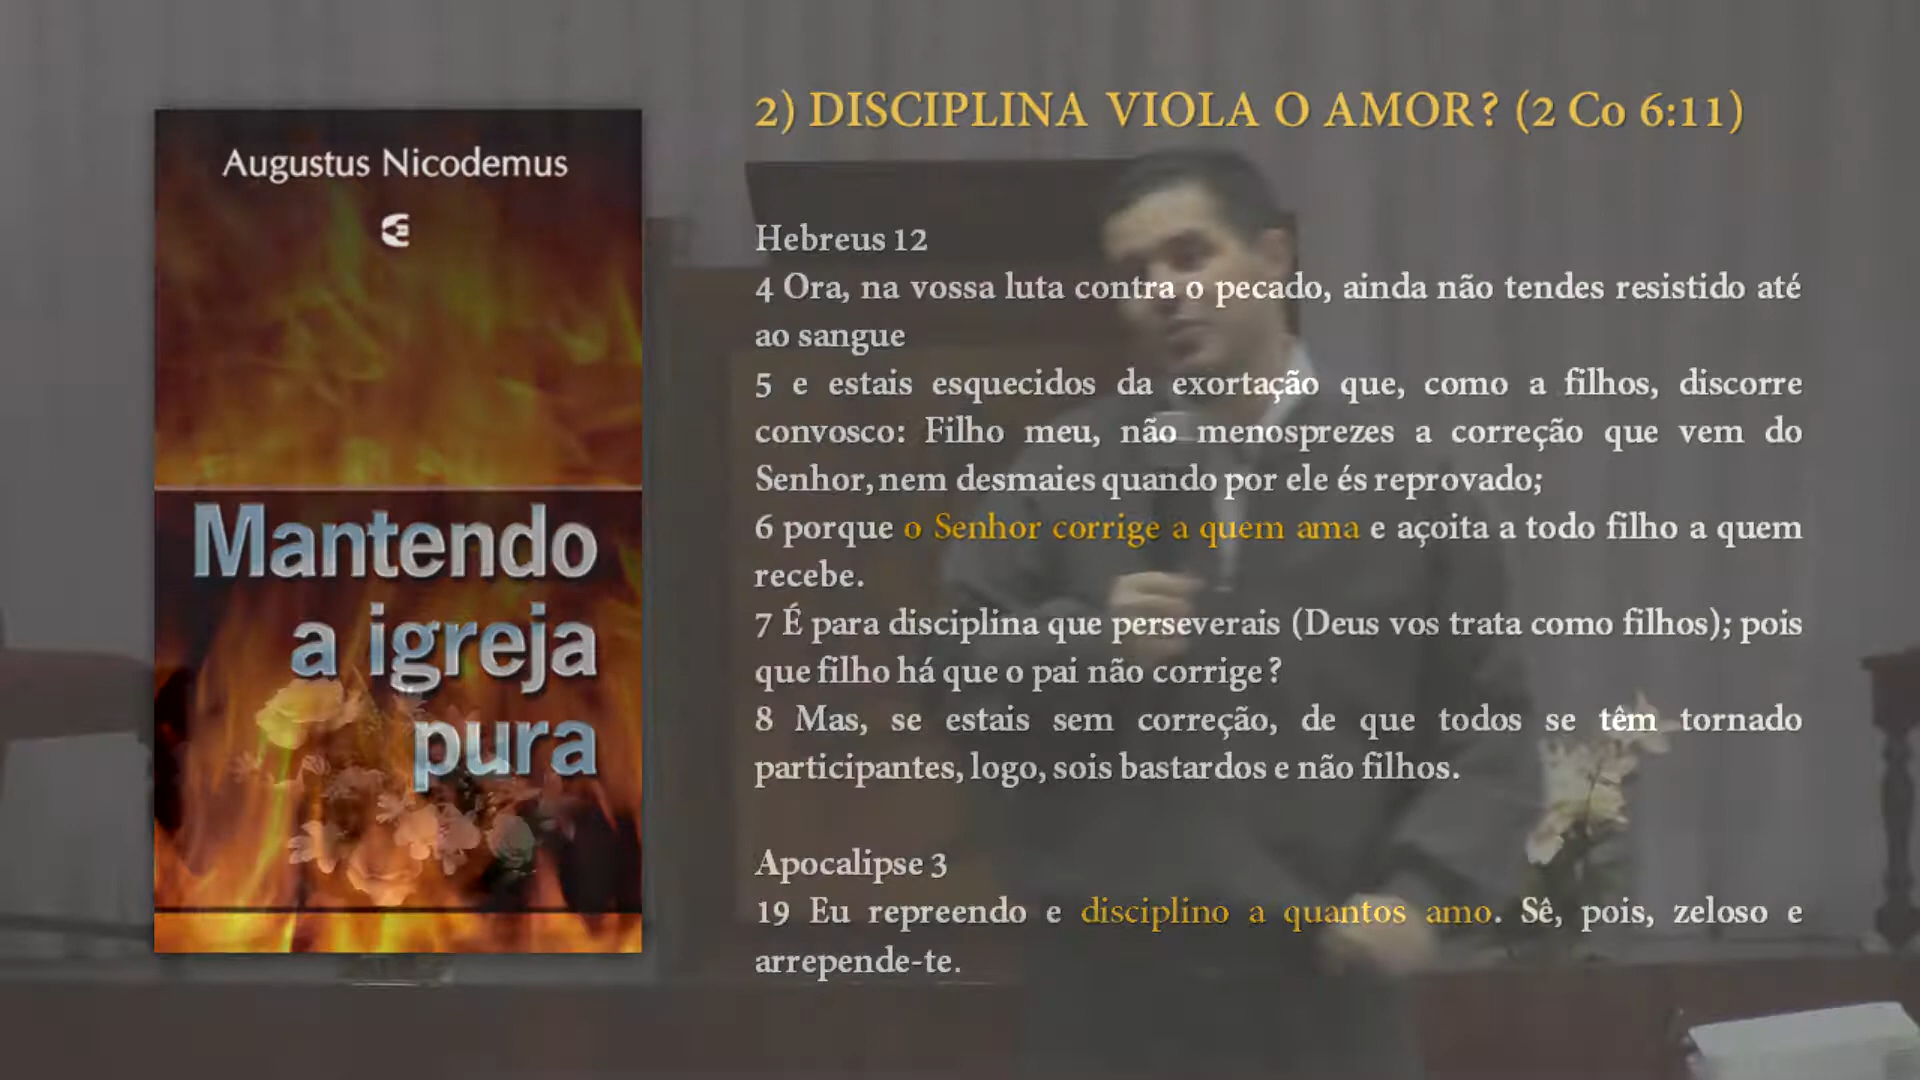 Augustus Nicodemus
Mantendo
a igreja
pura
2) DISCIPLINA VIOLA O AMOR? (2 Co 6:11)
Hebreus 12
4 Ora, na vossa luta contra o pecado, ainda não tendes resistido até
ao sangue
5 e estais esquecidos da exortação que, como a filhos, discorre
convosco: Filho meu, não menosprezes a correção que vem do
Senhor, nem desmaies quando por ele és reprovado;
6 porque o Senhor corrige a quem ama e açoita a todo filho a quem
recebe.
7 É para disciplina que perseverais (Deus vos trata como filhos); pois
que filho há que o pai não corrige?
8 Mas, se estais sem correção, de que todos se têm tornado
participantes, logo, sois bastardos e não filhos.
Apocalipse 3
19 Eu repreendo e disciplino a quantos amo. Sê, pois, zeloso e
arrepende-te.